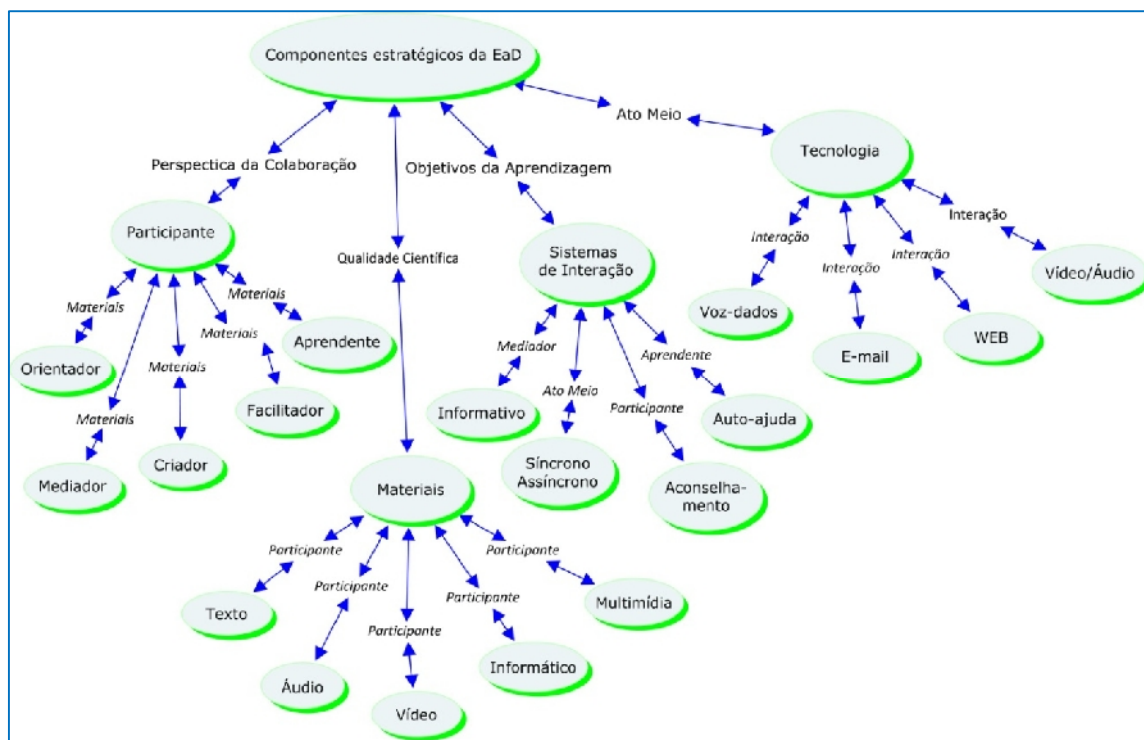 Componentes estratégicos da EaD
Ato Meio
Tecnologia
Perspectica da Colaboração
Objetivos da Aprendizagem
Interação
Interação
Interação
Interação
Participante
Qualidade Científica
Sistemas
de Interação
Vídeo/Áudio
Voz-dados
WEB
E-mail
Materiais
Materiais
Materiais
Materiais
Materiais
Orientador
Aprendente
Facilitador
Criador
Mediador
Mediador
Ato Meio
Participante
Aprendente
Informativo
Síncrono
Assíncrono
Aconselha-
mento
Auto-ajuda
Materiais
Participante
Participante
Participante
Participante
Participante
Texto
Áudio
Vídeo
Informático
Multimídia